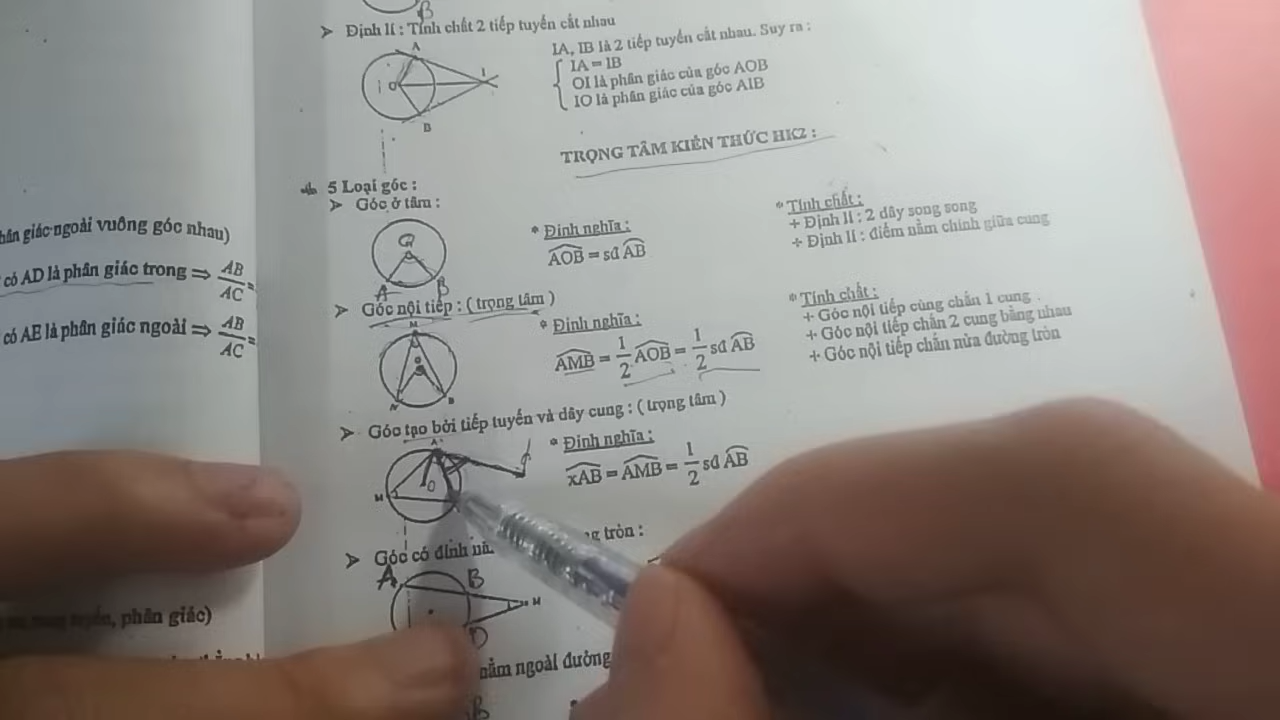 B
➢ Định lí : Tính chất 2 tiếp tuyến cắt nhau
A
O
I
B
IA, IB là 2 tiếp tuyến cắt nhau. Suy ra :
IA = IB
OI là phân giác của góc AOB
IO là phân giác của góc AIB
TRỌNG TÂM KIẾN THỨC HK2 :
5 Loại góc :
➢ Góc ở tâm :
A
B
* Định nghĩa :
AOB = sđ AB
* Tính chất :
+ Định lí : 2 dây song song
+ Định lí : điểm nằm chính giữa cung
➢ Góc nội tiếp : ( trọng tâm )
M
* Định nghĩa :
AMB = 1/2 AOB = 1/2 sđ AB
* Tính chất :
+ Góc nội tiếp cùng chắn 1 cung
+ Góc nội tiếp chắn 2 cung bằng nhau
+ Góc nội tiếp chắn nửa đường tròn
➢ Góc tạo bởi tiếp tuyến và dây cung : ( trọng tâm )
A
M
O
* Định nghĩa :
xAB = AMB = 1/2 sđ AB
➢ Góc có đỉnh
tròn :
A
B
M
D
nằm ngoài đường
B
phân giác ngoài vuông góc nhau)
có AD là phân giác trong ⇒ AB/AC =
có AE là phân giác ngoài ⇒ AB/AC =
tuyến, phân giác)